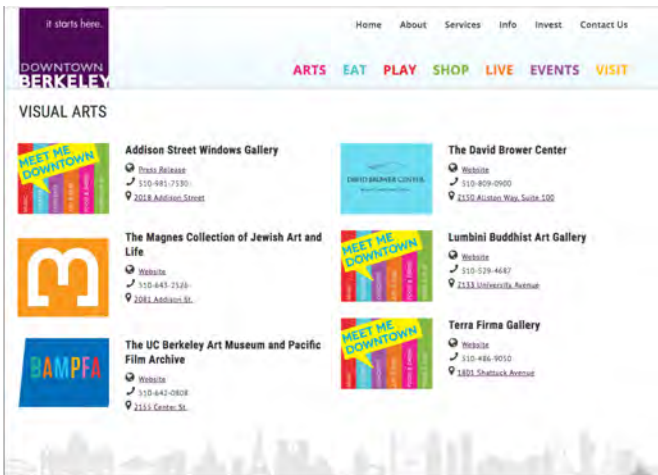 it starts here.
DOWNTOWN
BERKELEY
Home About Services Info Invest Contact Us
ARTS EAT PLAY SHOP LIVE EVENTS VISIT
VISUAL ARTS
MEET ME
DOWNTOWN
Addison Street Windows Gallery
Press Release
510-981-7530
2018 Addison Street
The Magnes Collection of Jewish Art and
Life
Website
510-643-2526
2081 Addison St.
BAMPFA
The UC Berkeley Art Museum and Pacific
Film Archive
Website
510-642-0808
2155 Center St.
DAVID BROWER CENTER
The David Brower Center
Website
510-809-0900
2150 Allston Way, Suite 100
MEET ME
DOWNTOWN
Lumbini Buddhist Art Gallery
Website
510-529-4687
2133 University Avenue
MEET ME
DOWNTOWN
Terra Firma Gallery
Website
510-486-9050
1801 Shattuck Avenue